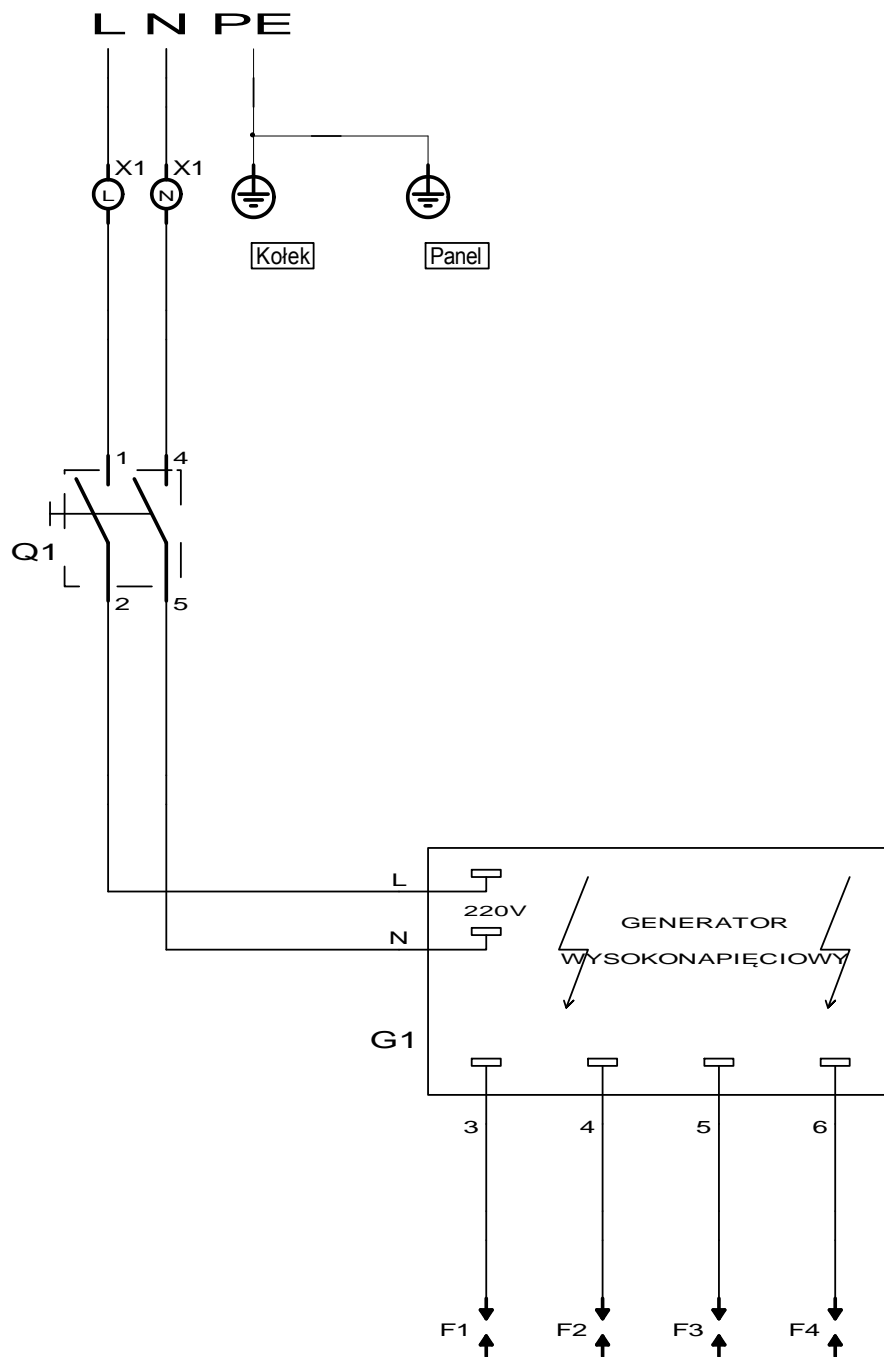 L N PE
X1 X1
L N
Kołek Panel
1 4
Q1
2 5
L
220V
GENERATOR
N
WYSOKONAPIĘCIOWY
G1
3 4 5 6
F1 F2 F3 F4